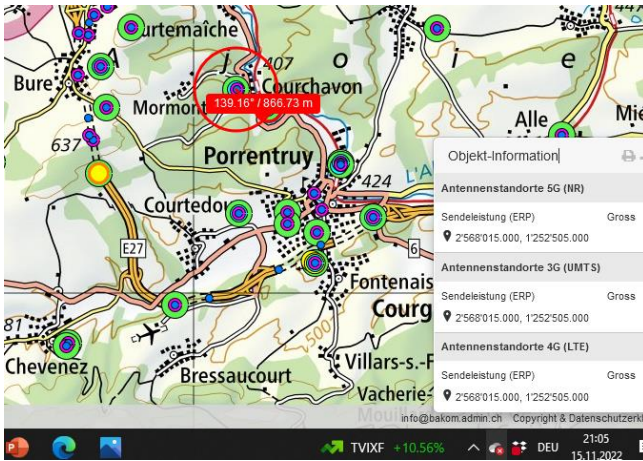 urtemaîche
407
J
o
i
e
Bure
A
Courchavon
Mormont
139.16° / 866.73 m
Alle
Mie
637
Porrentruy
L'A
424
Courtedou
E27
6
Fontenais
Courg
1500
81
Chevenez
Bressaucourt
Villars-s.-F
Vacherie-
Objekt-Information
Antennenstandorte 5G (NR)
Sendeleistung (ERP) Gross
2'568'015.000, 1'252'505.000
Antennenstandorte 3G (UMTS)
Sendeleistung (ERP) Gross
2'568'015.000, 1'252'505.000
Antennenstandorte 4G (LTE)
Sendeleistung (ERP) Gross
2'568'015.000, 1'252'505.000
info@bakom.admin.ch Copyright & Datenschutzerkl
TVIXF +10.56% DEU 21:05
15.11.2022